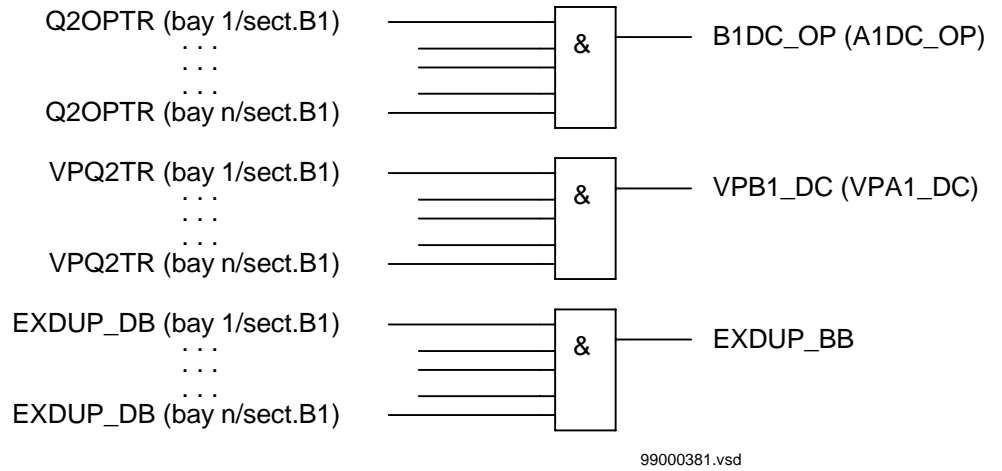 Q2OPTR (bay 1/sect.B1)
. . .
. . .
. . .
Q2OPTR (bay n/sect.B1)
&
B1DC_OP (A1DC_OP)
VPQ2TR (bay 1/sect.B1)
. . .
. . .
. . .
VPQ2TR (bay n/sect.B1)
&
VPB1_DC (VPA1_DC)
EXDUP_DB (bay 1/sect.B1)
. . .
. . .
. . .
EXDUP_DB (bay n/sect.B1)
&
EXDUP_BB
99000381.vsd